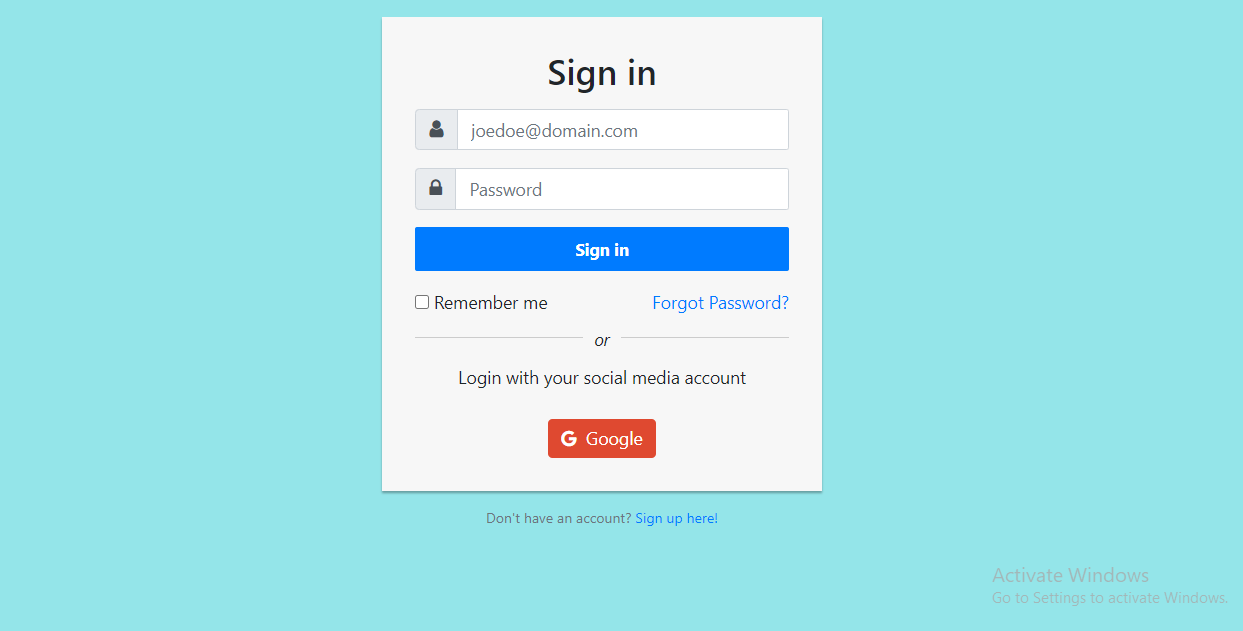 Sign in
joedoe@domain.com
Password
Sign in
Remember me Forgot Password?
or
Login with your social media account
G Google
Don't have an account? Sign up here!
Activate Windows
Go to Settings to activate Windows.